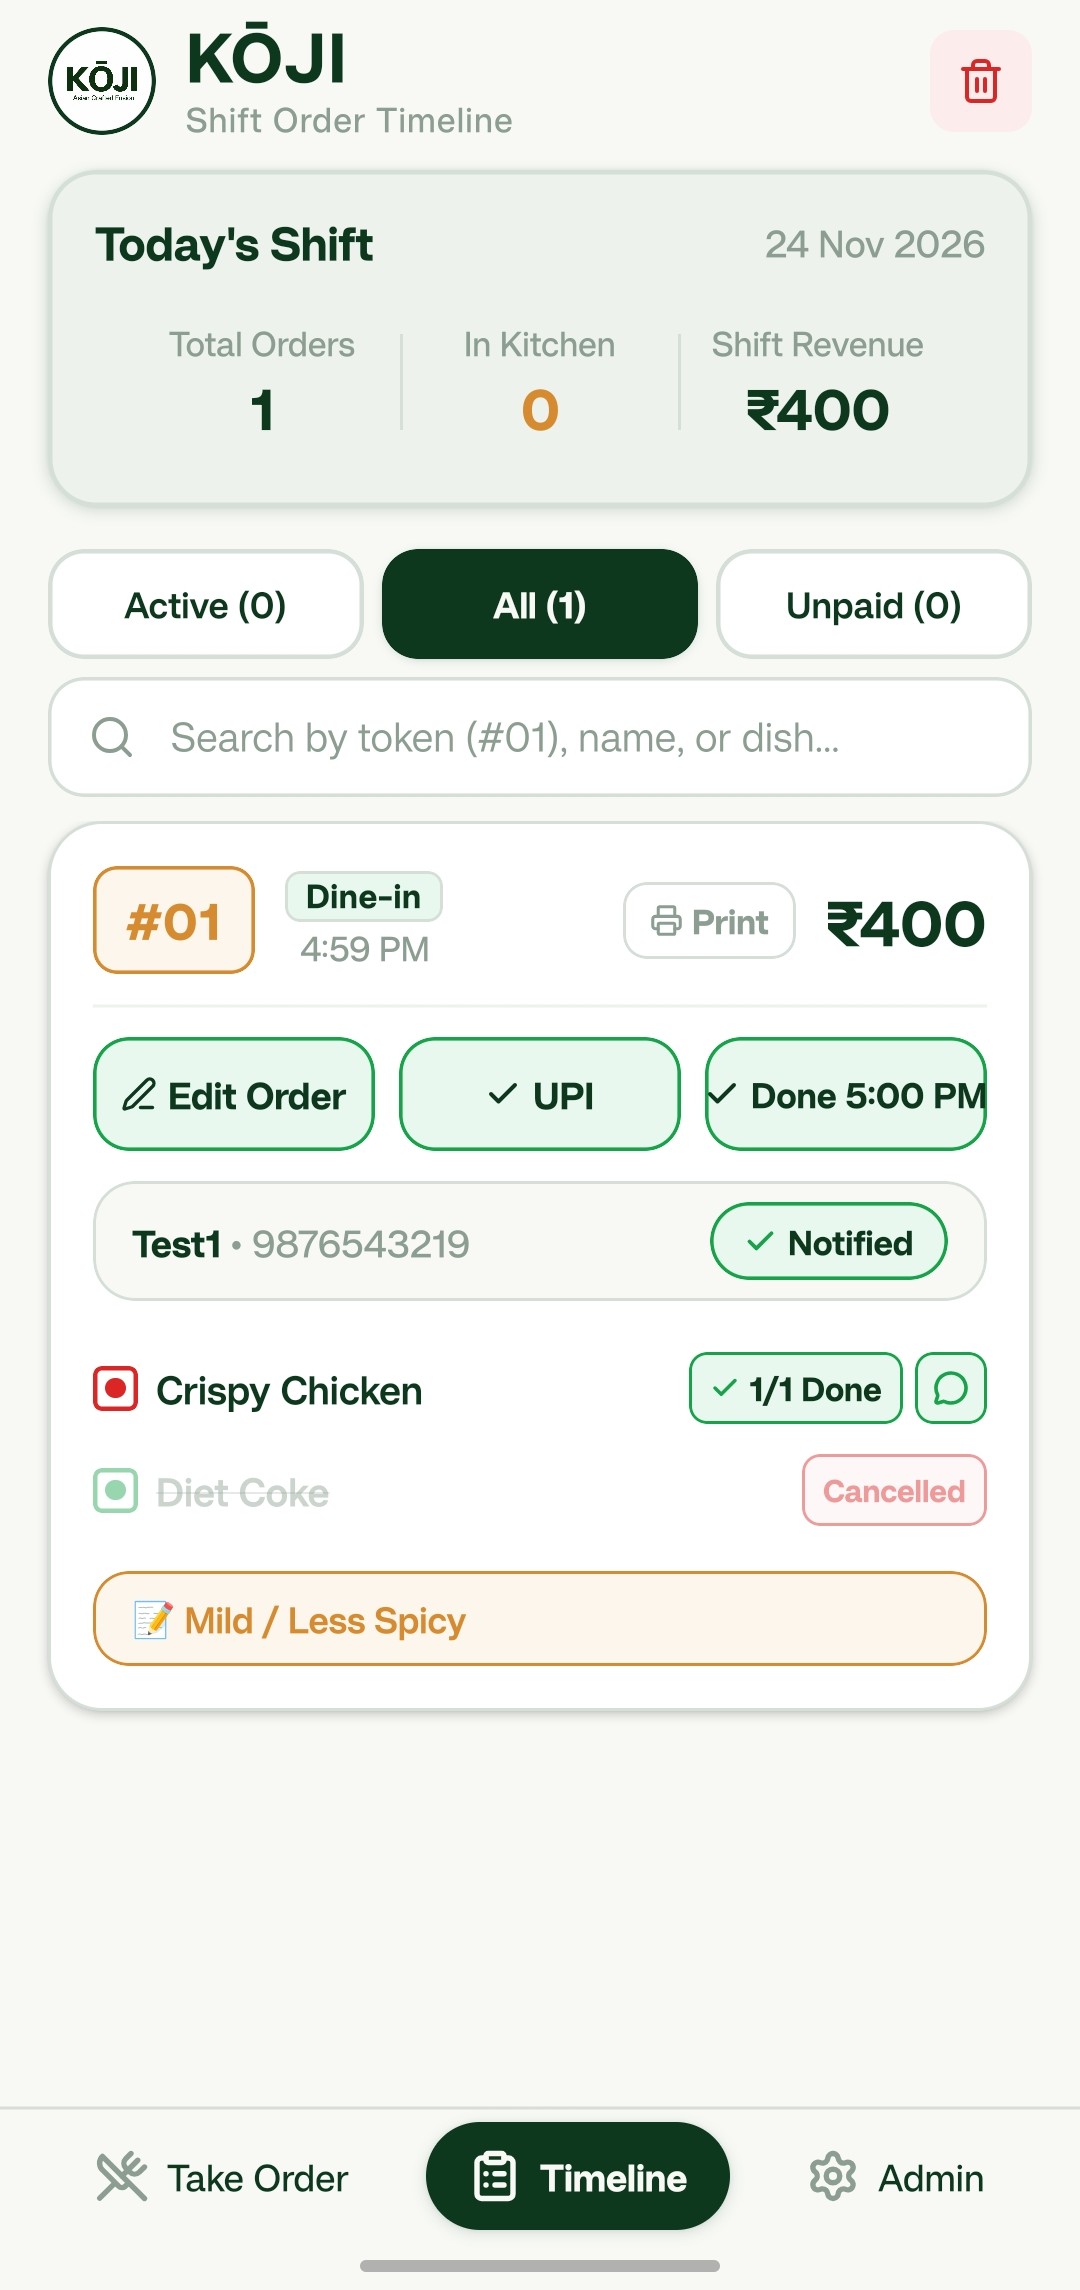 KŌJI
Asian Crafted Fusion
KŌJI
Shift Order Timeline
Today's Shift
24 Nov 2026
Total Orders
In Kitchen
Shift Revenue
1
0
₹400
Active (0)
All (1)
Unpaid (0)
Search by token (#01), name, or dish...
#01
Dine-in
4:59 PM
Print
₹400
Edit Order
UPI
Done 5:00 PM
Test1 • 9876543219
Notified
Crispy Chicken
1/1 Done
Diet Coke
Cancelled
📝 Mild / Less Spicy
Take Order
Timeline
Admin